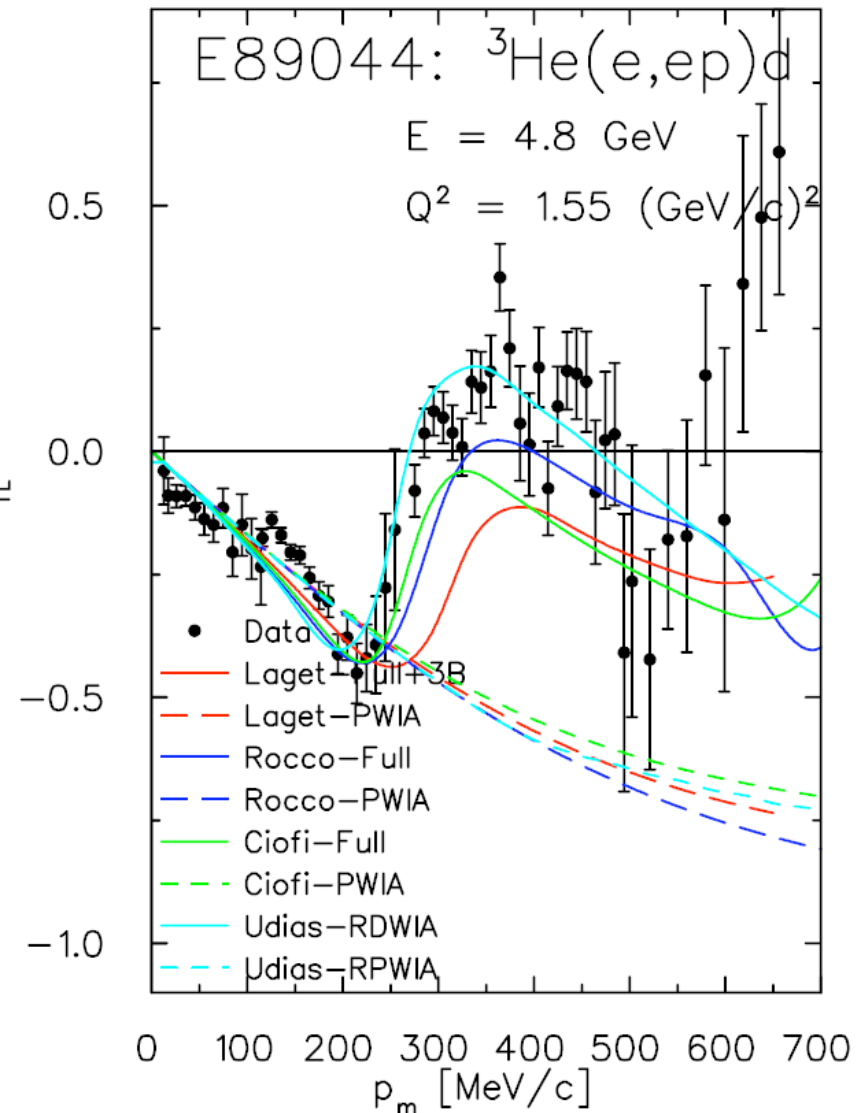 E89044: ³He(e,ep)d
E = 4.8 GeV
Q² = 1.55 (GeV/c)²
0.5
0.0
−0.5
−1.0
Data
Laget−Full+3B
Laget−PWIA
Rocco−Full
Rocco−PWIA
Ciofi−Full
Ciofi−PWIA
Udias−RDWIA
Udias−RPWIA
0 100 200 300 400 500 600 700
pₘ [MeV/c]